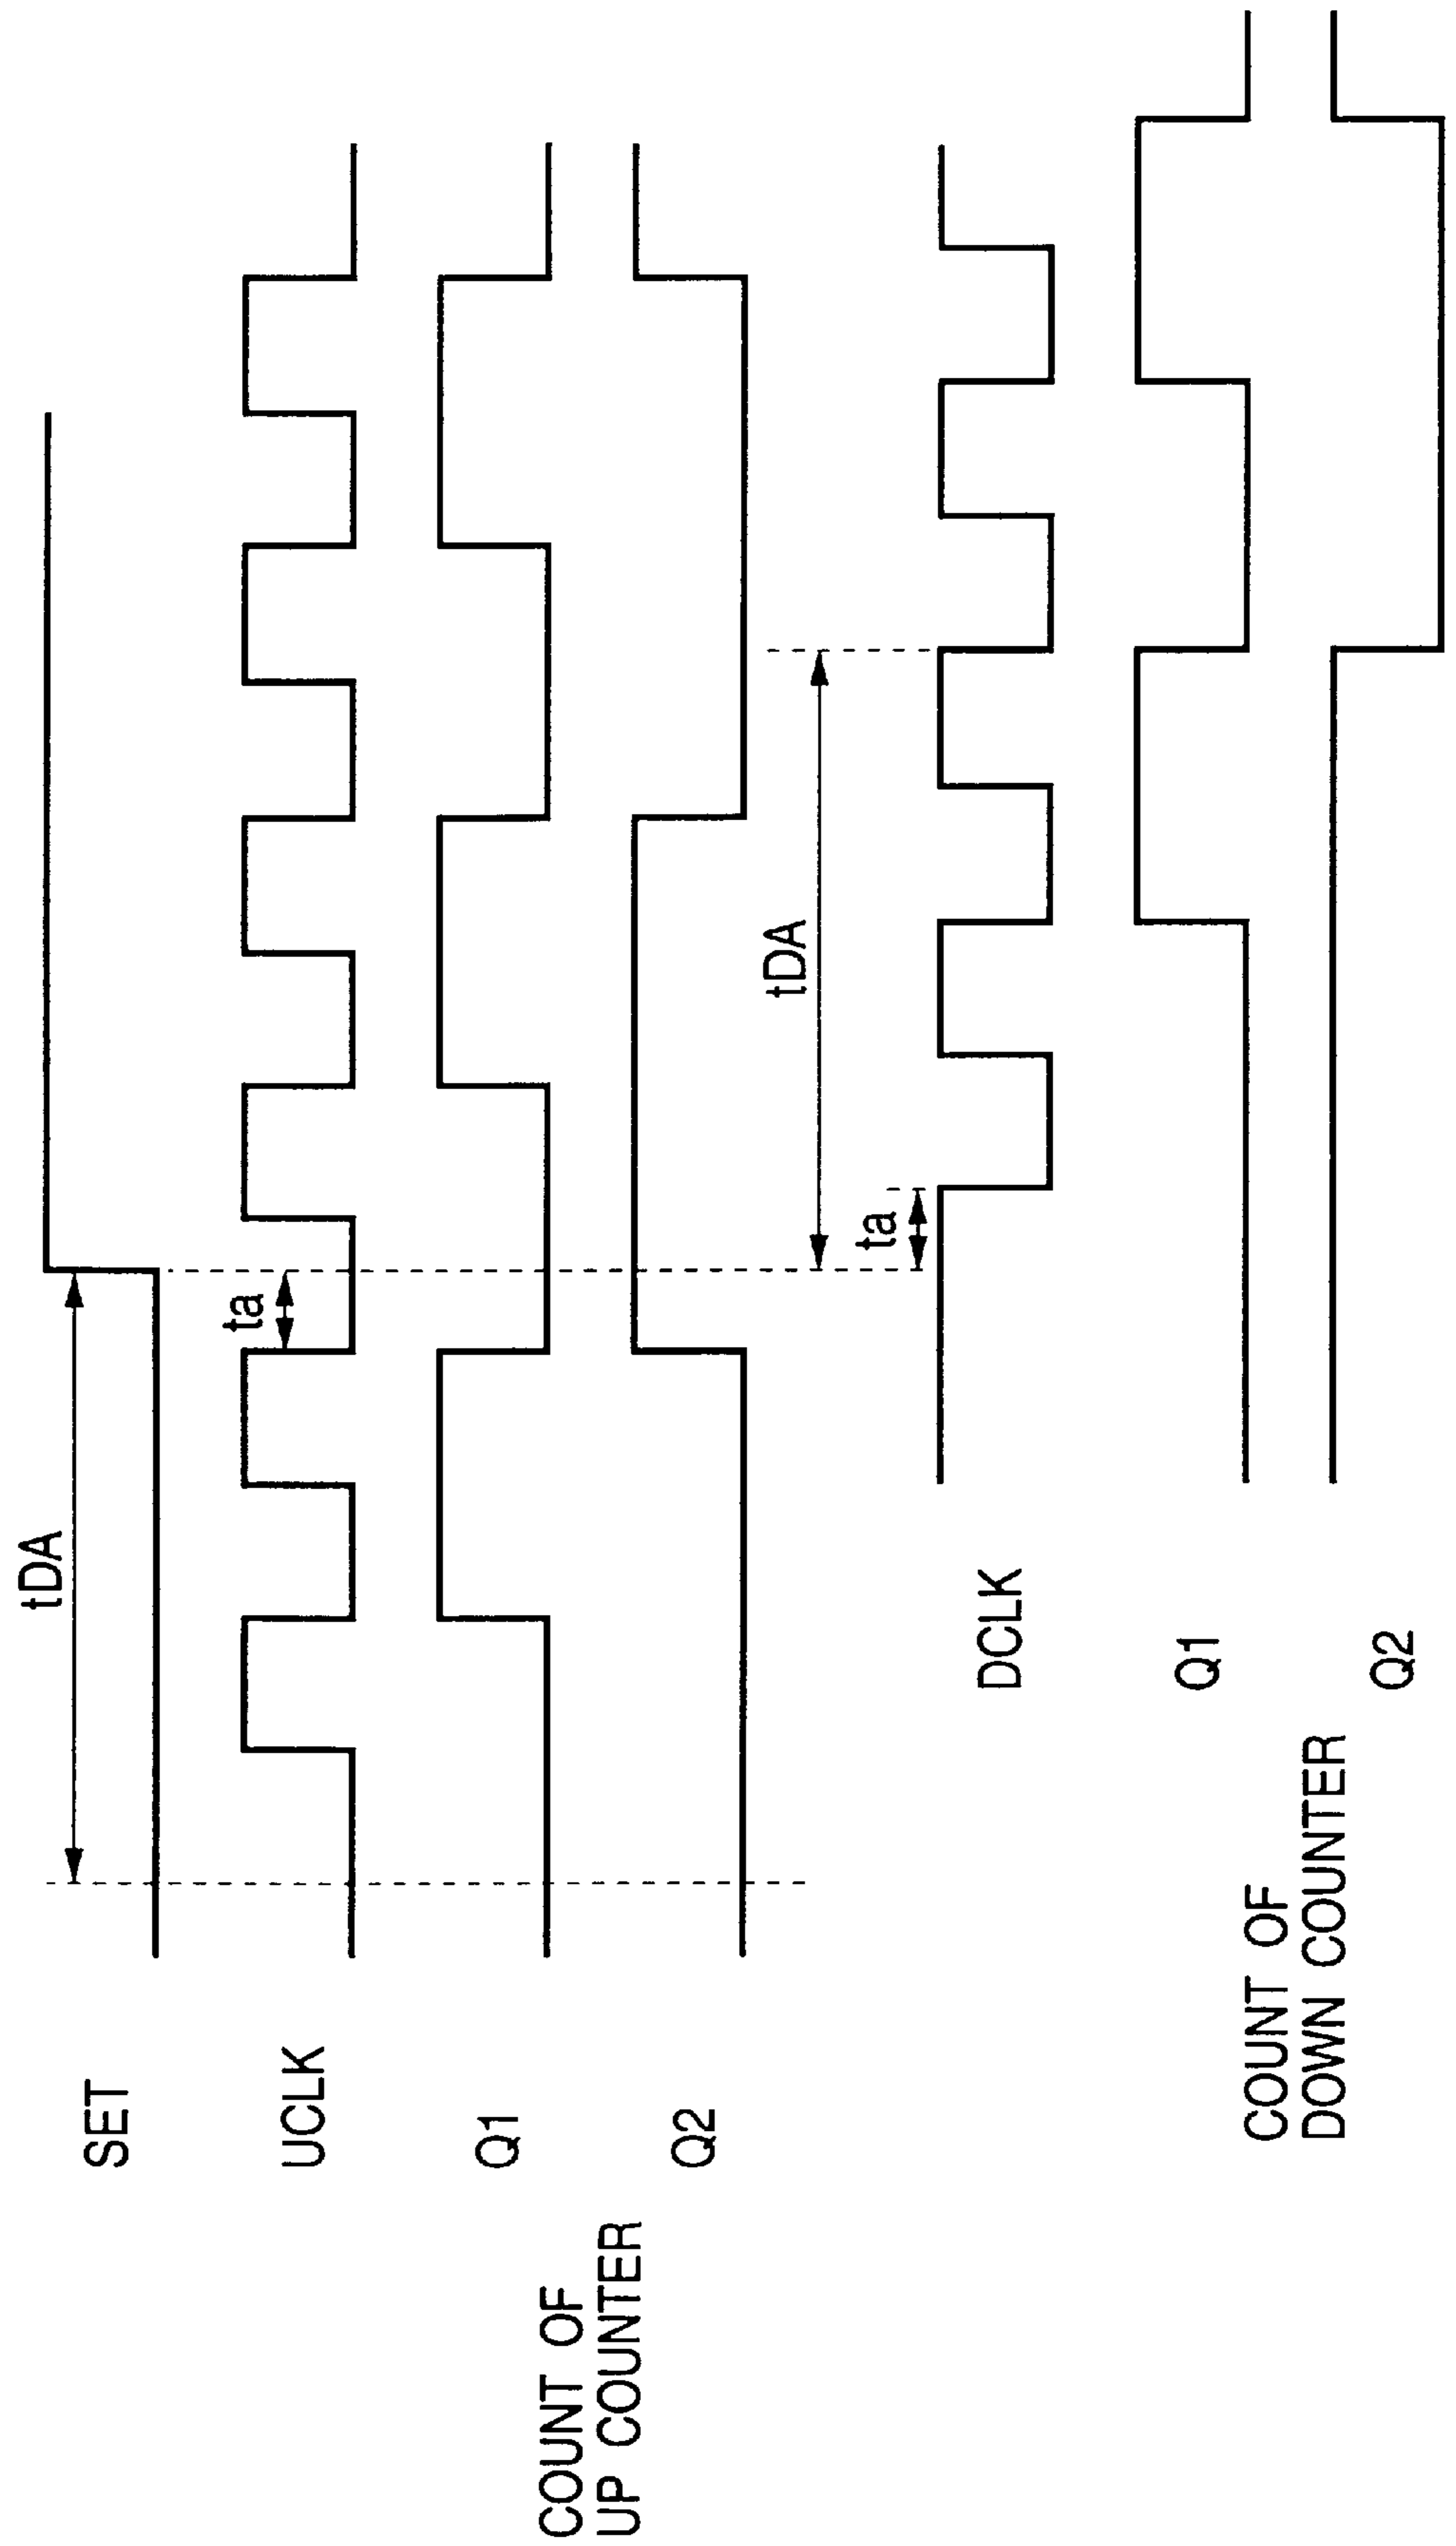 tDA
SET
UCLK
ta
COUNT OF
UP COUNTER
Q1
Q2
tDA
ta
DCLK
COUNT OF
DOWN COUNTER
Q1
Q2